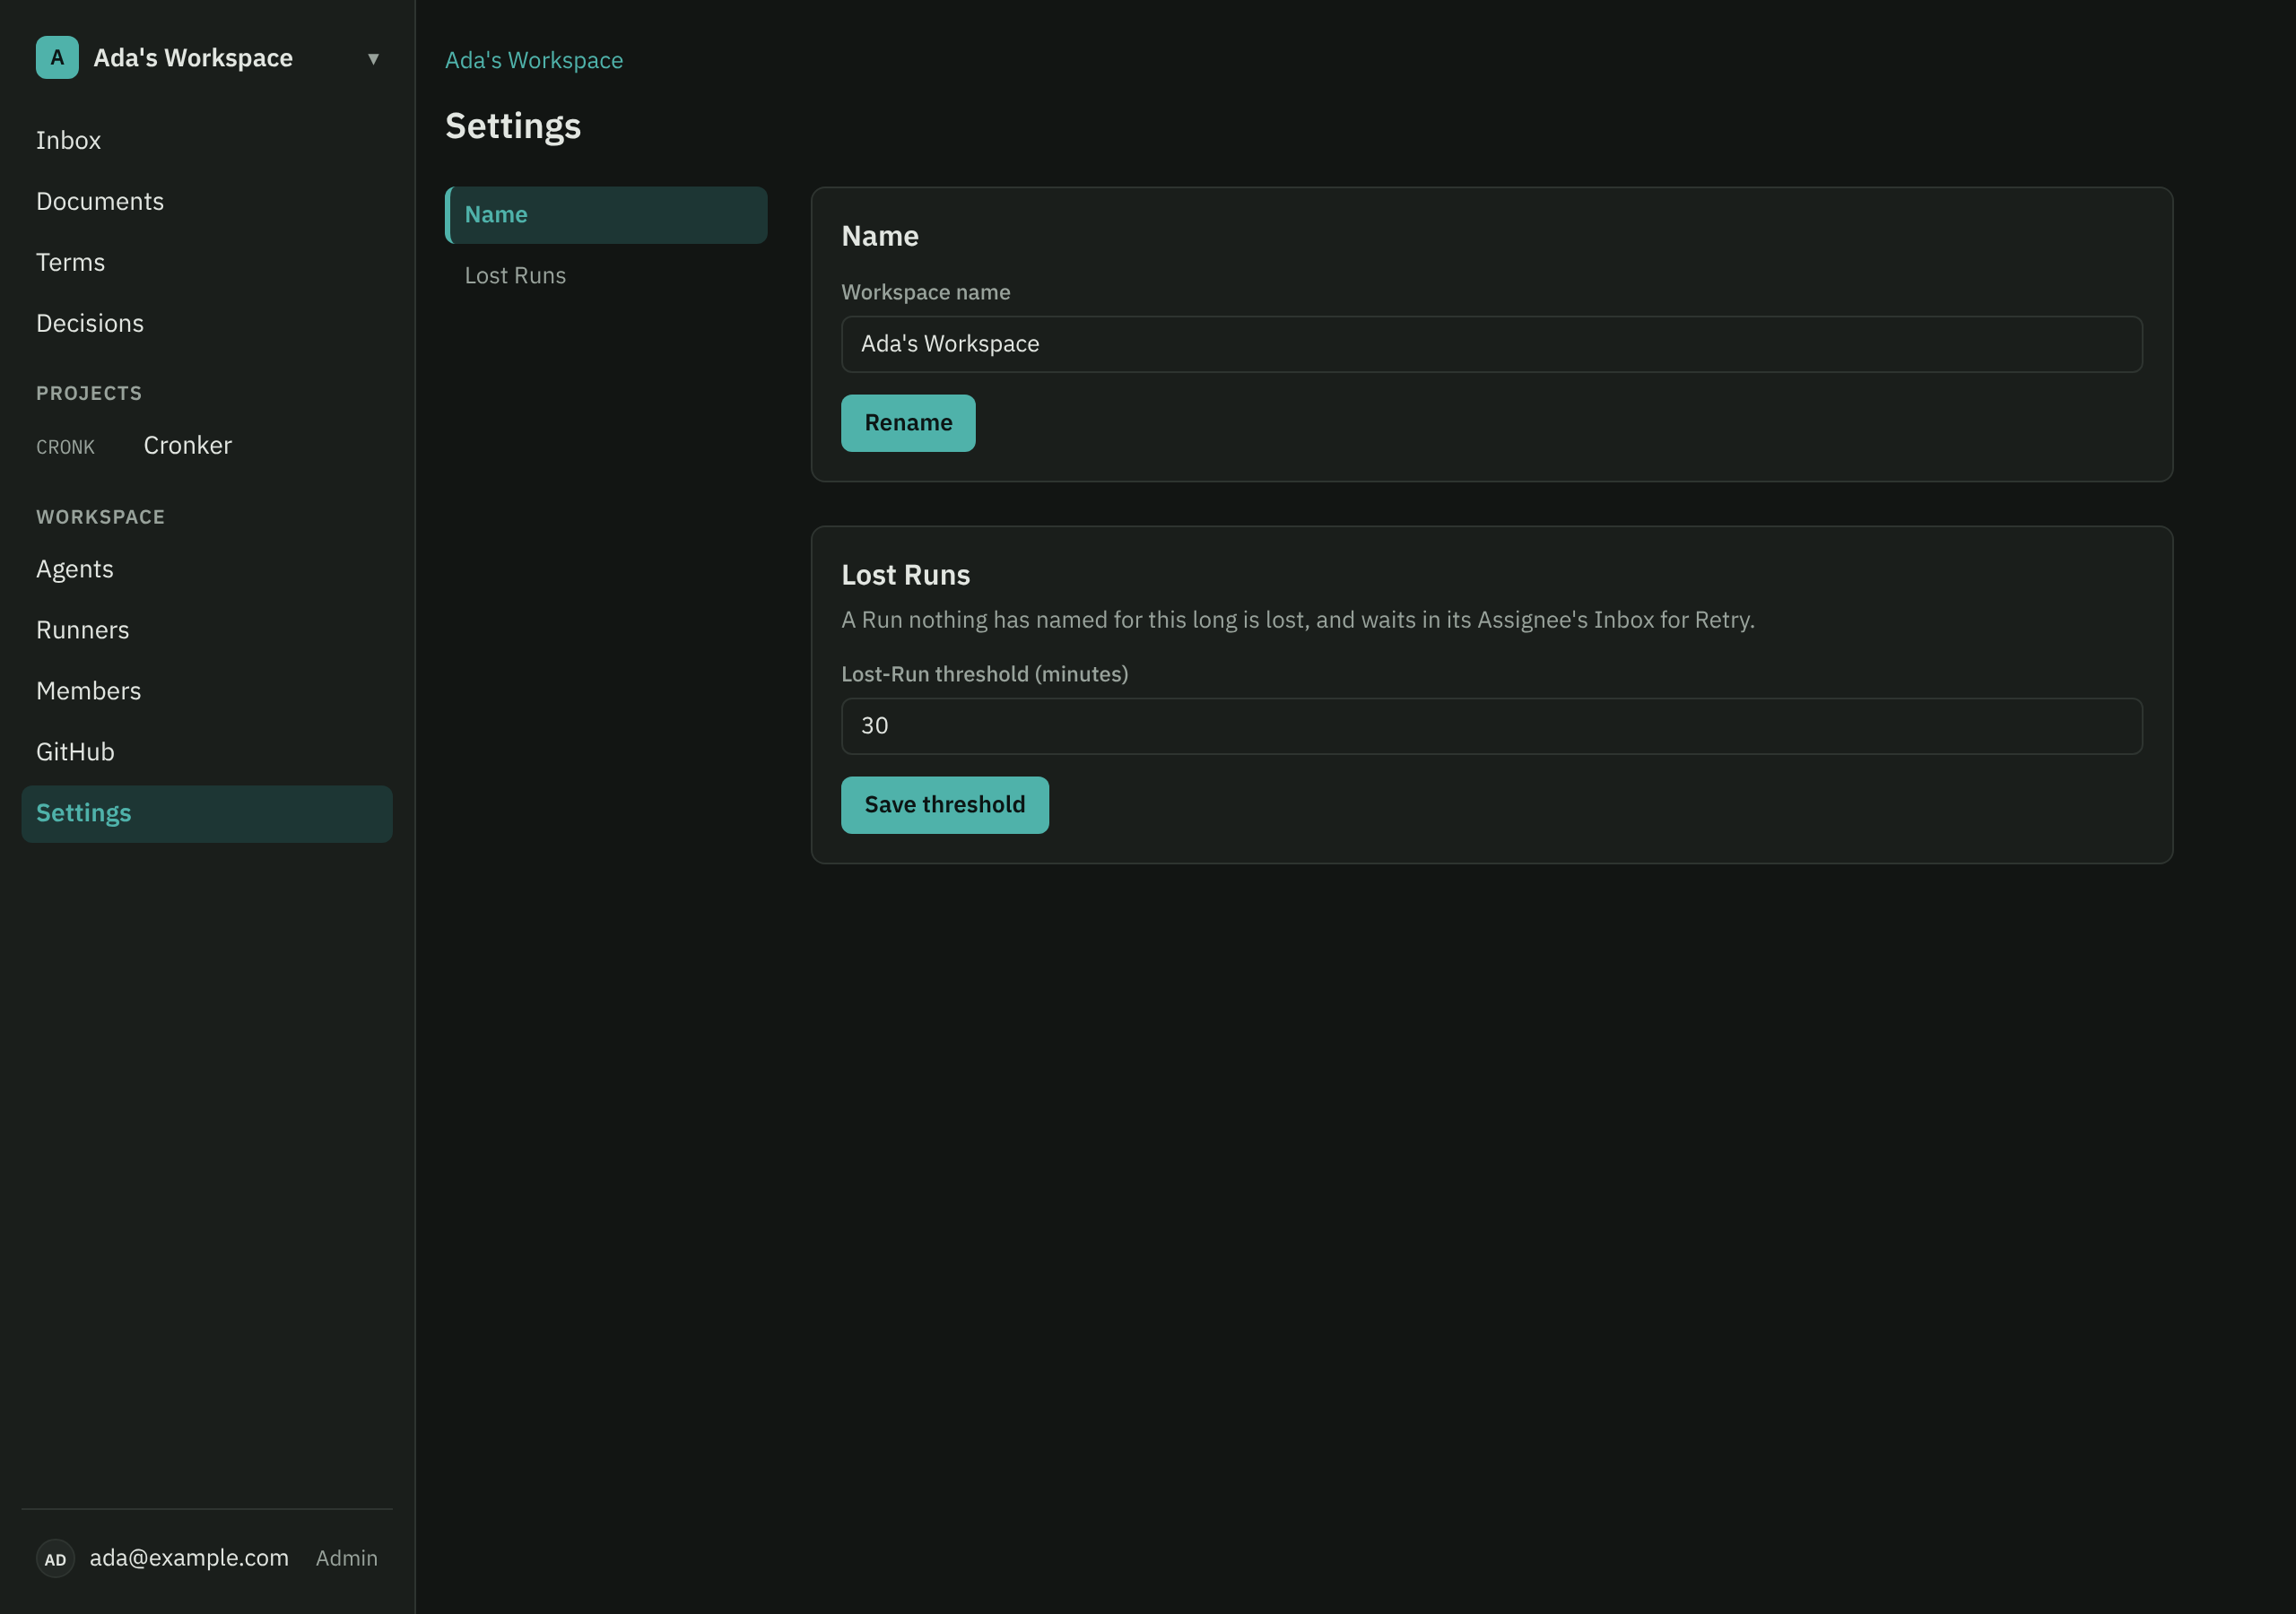 A Ada's Workspace ▼
Inbox
Documents
Terms
Decisions
PROJECTS
CRONK Cronker
WORKSPACE
Agents
Runners
Members
GitHub
Settings
AD ada@example.com Admin
Ada's Workspace
Settings
Name
Lost Runs
Name
Workspace name
Ada's Workspace
Rename
Lost Runs
A Run nothing has named for this long is lost, and waits in its Assignee's Inbox for Retry.
Lost-Run threshold (minutes)
30
Save threshold